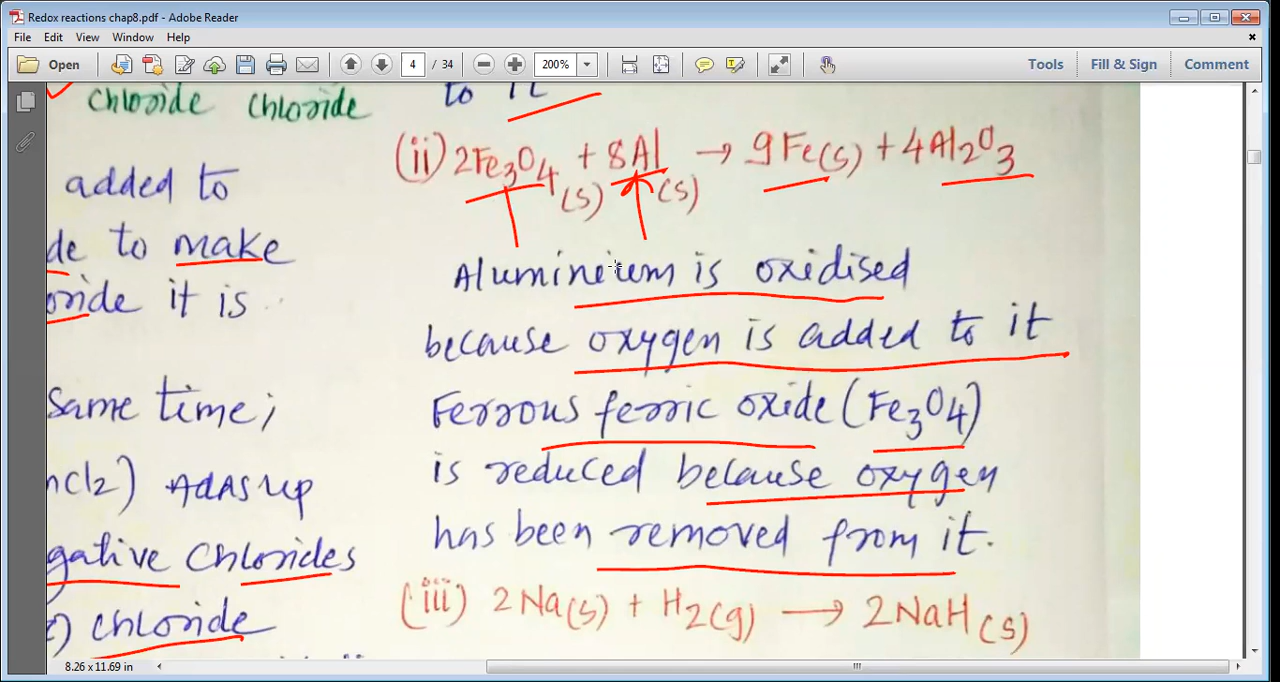 Redox reactions chap8.pdf - Adobe Reader
File Edit View Window Help
Open 4 / 34 200% Tools Fill & Sign Comment
chloride chloride
added to
de to make
oride it is
same time;
nCl2) ADAS up
gative chlorides
chloride
to it
(ii) 2Fe3O4(s) + 8Al(s) → 9Fe(s) + 4Al2O3
is oxidised
because oxygen is added to it
Ferrous ferric oxide (Fe3O4)
is reduced because oxygen
has been removed from it.
(iii) 2Na(s) + H2(g) → 2NaH(s)
8.26 x 11.69 in